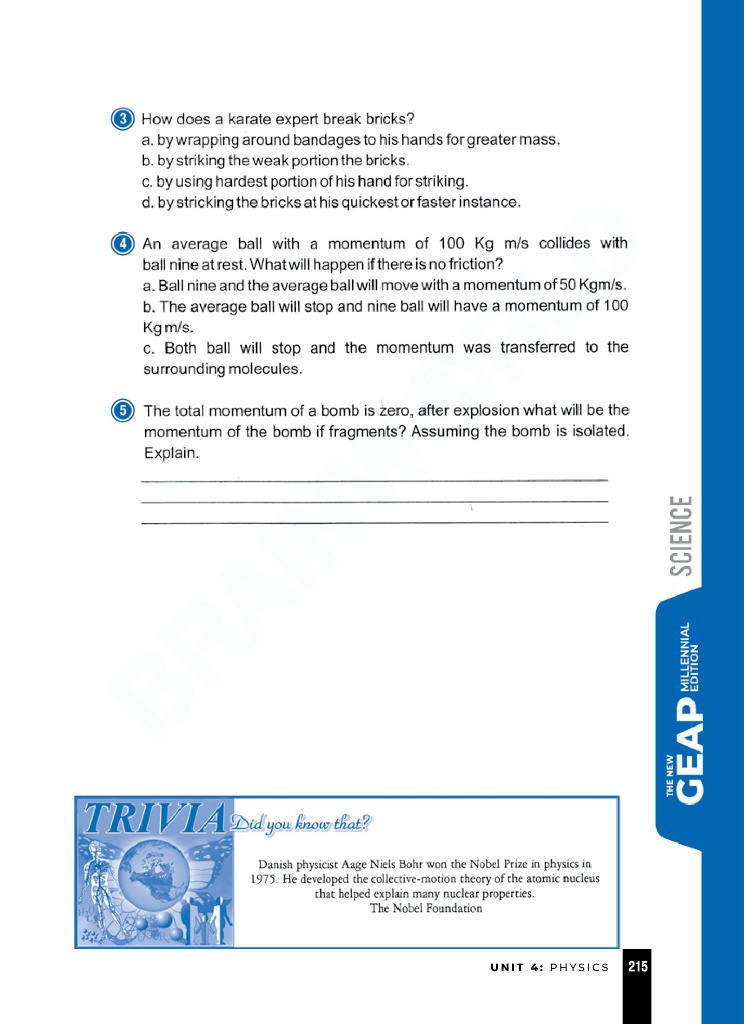 3 How does a karate expert break bricks?
a. by wrapping around bandages to his hands for greater mass.
b. by striking the weak portion the bricks.
c. by using hardest portion of his hand for striking.
d. by stricking the bricks at his quickest or faster instance.
4 An average ball with a momentum of 100 Kg m/s collides with
ball nine at rest. What will happen if there is no friction?
a. Ball nine and the average ball will move with a momentum of 50 Kgm/s.
b. The average ball will stop and nine ball will have a momentum of 100
Kg m/s.
c. Both ball will stop and the momentum was transferred to the
surrounding molecules.
5 The total momentum of a bomb is zero, after explosion what will be the
momentum of the bomb if fragments? Assuming the bomb is isolated.
Explain.
SCIENCE
THE NEW
GEAP MILLENNIAL
EDITION
TRIVIA Did you know that?
Danish physicist Aage Niels Bohr won the Nobel Prize in physics in
1975. He developed the collective-motion theory of the atomic nucleus
that helped explain many nuclear properties.
The Nobel Foundation
UNIT 4: PHYSICS 215